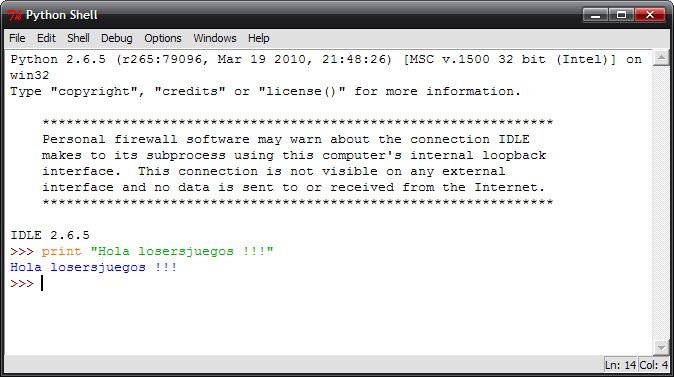 Python Shell
File Edit Shell Debug Options Windows Help
Python 2.6.5 (r265:79096, Mar 19 2010, 21:48:26) [MSC v.1500 32 bit (Intel)] on
win32
Type "copyright", "credits" or "license()" for more information.
****************************************************************
Personal firewall software may warn about the connection IDLE
makes to its subprocess using this computer's internal loopback
interface.  This connection is not visible on any external
interface and no data is sent to or received from the Internet.
****************************************************************
IDLE 2.6.5
>>> print "Hola losersjuegos !!!"
Hola losersjuegos !!!
>>>
Ln: 14 Col: 4